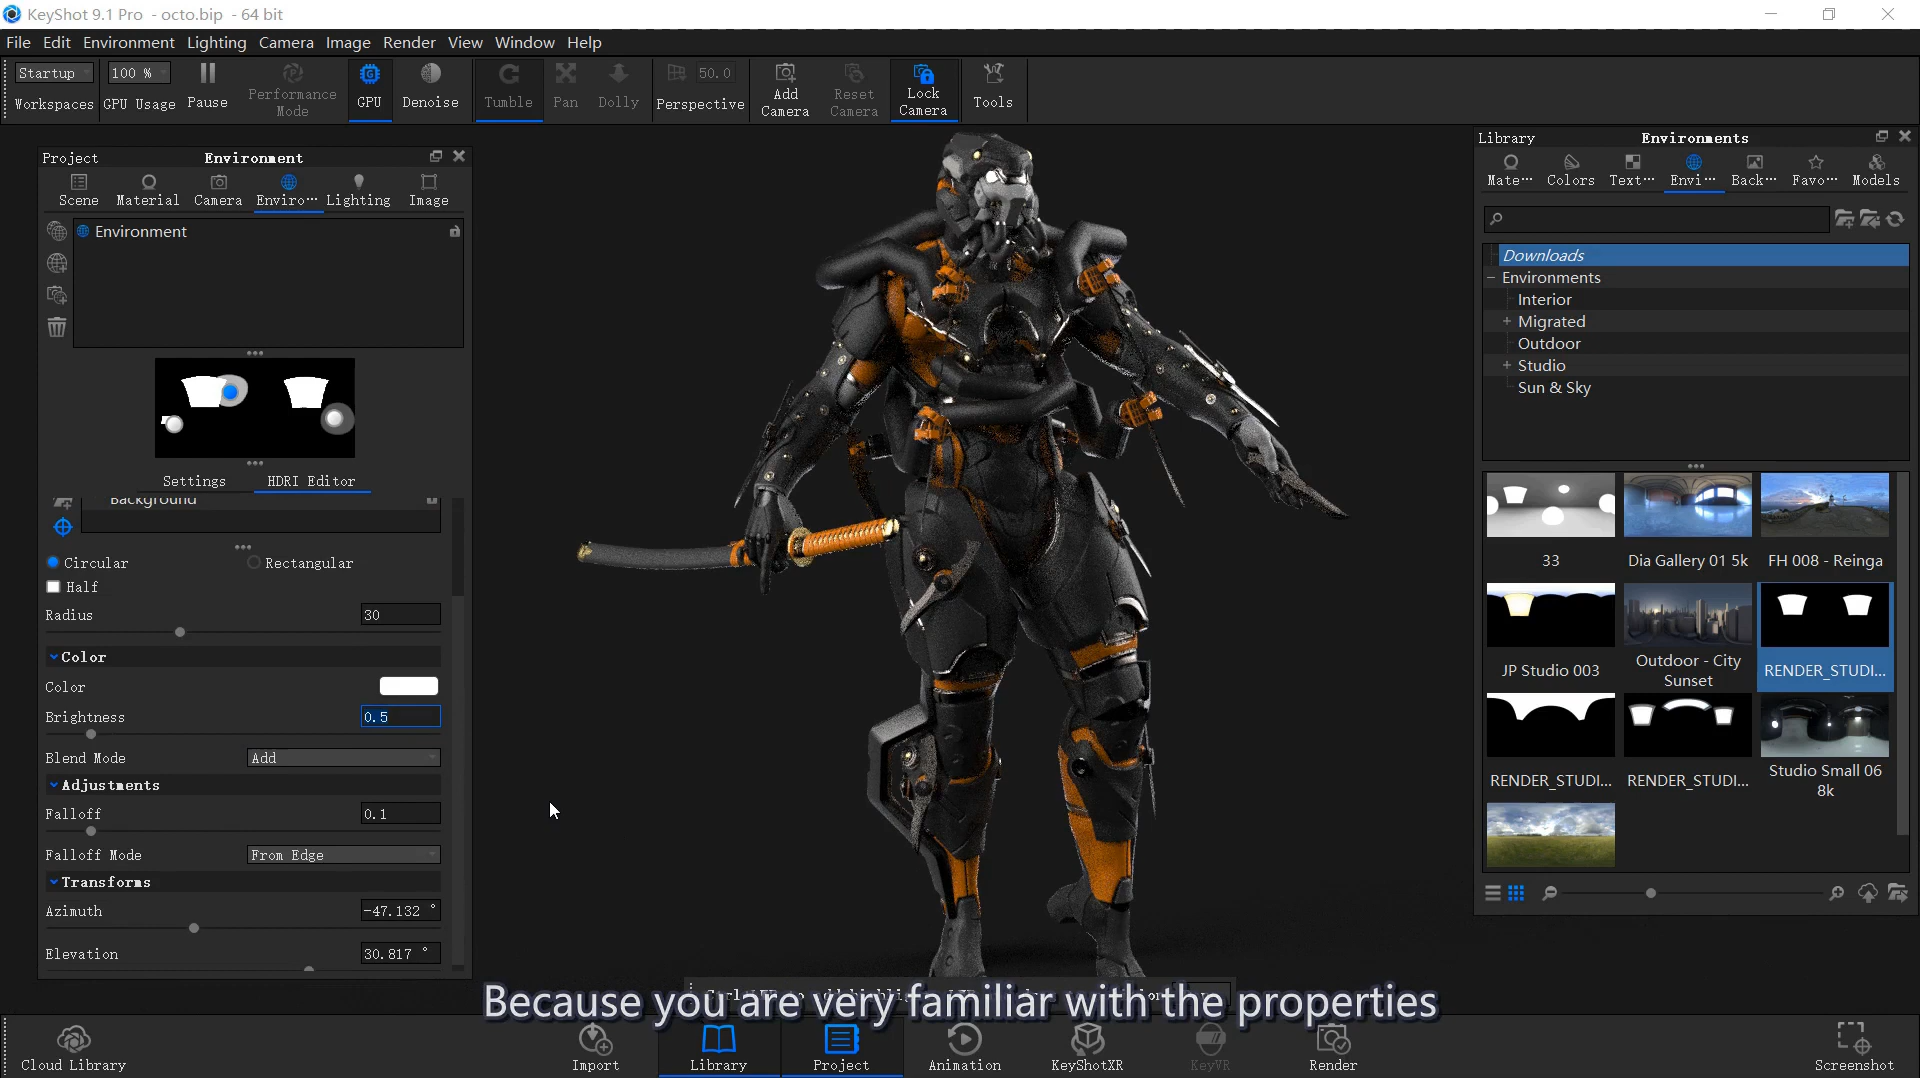 KeyShot 9.1 Pro - octo.bip - 64 bit
File Edit Environment Lighting Camera Image Render View Window Help
Startup
Workspaces
100 %
GPU Usage
Pause
Performance
Mode
GPU
Denoise
Tumble
Pan
Dolly
50.0
Perspective
Add
Camera
Reset
Camera
Lock
Camera
Tools
Project
Environment
Scene
Material
Camera
Enviro···
Lighting
Image
Environment
Settings
HDRI Editor
Background
Circular
Rectangular
Half
Radius
30
Color
Color
Brightness
0.5
Blend Mode
Add
Adjustments
Falloff
0.1
Falloff Mode
From Edge
Transforms
Azimuth
-47.132 °
Elevation
30.817 °
Library
Environments
Mate···
Colors
Text···
Envi···
Back···
Favo···
Models
Downloads
Environments
Interior
Migrated
Outdoor
Studio
Sun & Sky
33
Dia Gallery 01 5k
FH 008 - Reinga
JP Studio 003
Outdoor - City
Sunset
RENDER_STUDI...
RENDER_STUDI...
RENDER_STUDI...
Studio Small 06
8k
Because you are very familiar with the properties
Cloud Library
Import
Library
Project
Animation
KeyShotXR
KeyVR
Render
Screenshot